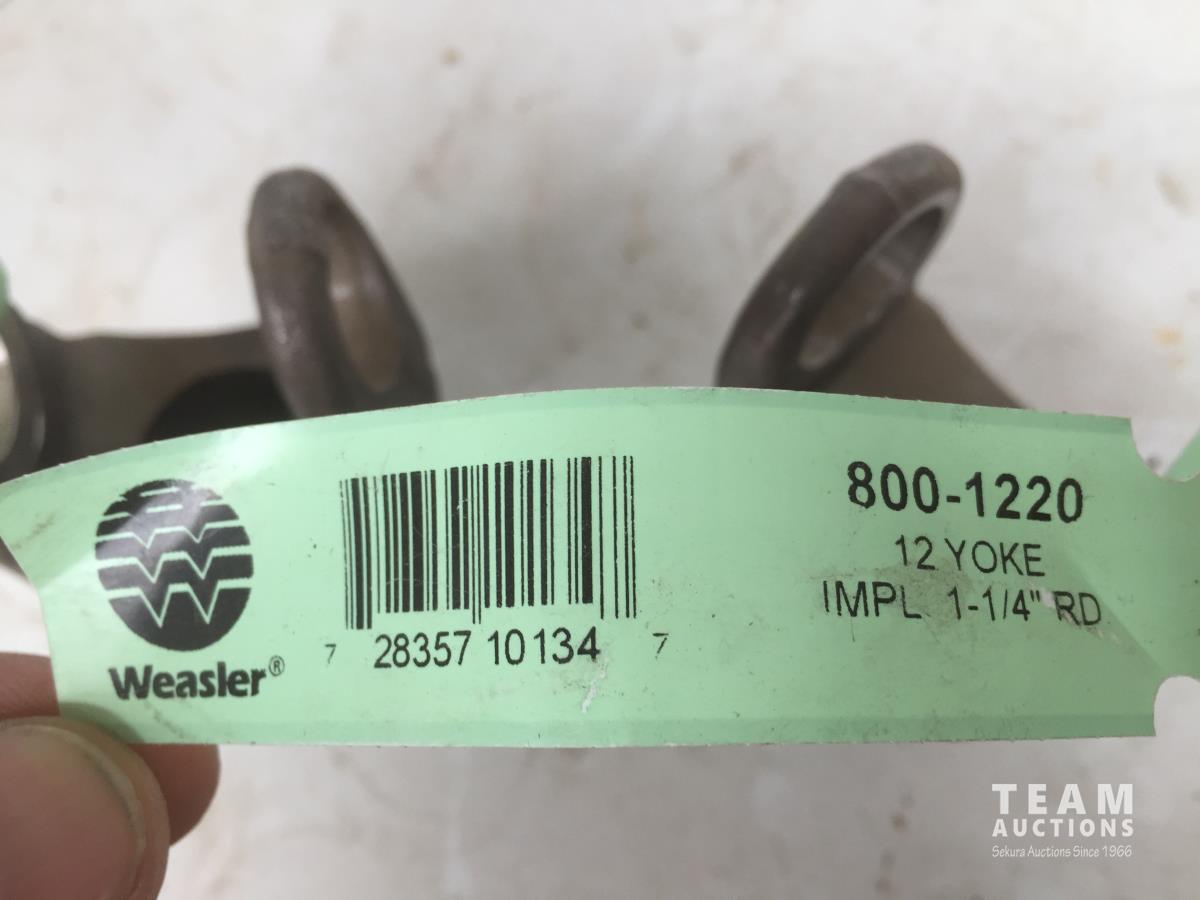 Weasler®
7 28357 10134 7
800-1220
12 YOKE
IMPL 1-1/4" RD
TEAM
AUCTIONS
Sekura Auctions Since 1966